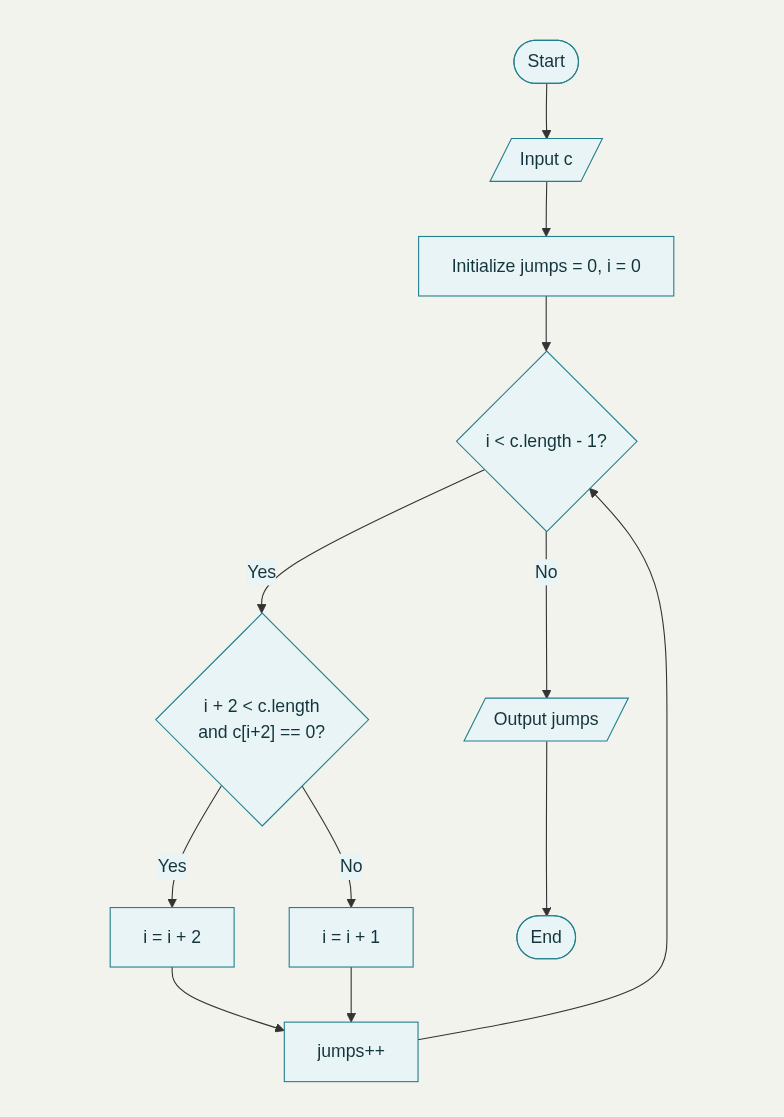 Start
Input c
Initialize jumps = 0, i = 0
i < c.length - 1?
Yes
No
i + 2 < c.length
and c[i+2] == 0?
Output jumps
Yes
No
i = i + 2
i = i + 1
End
jumps++